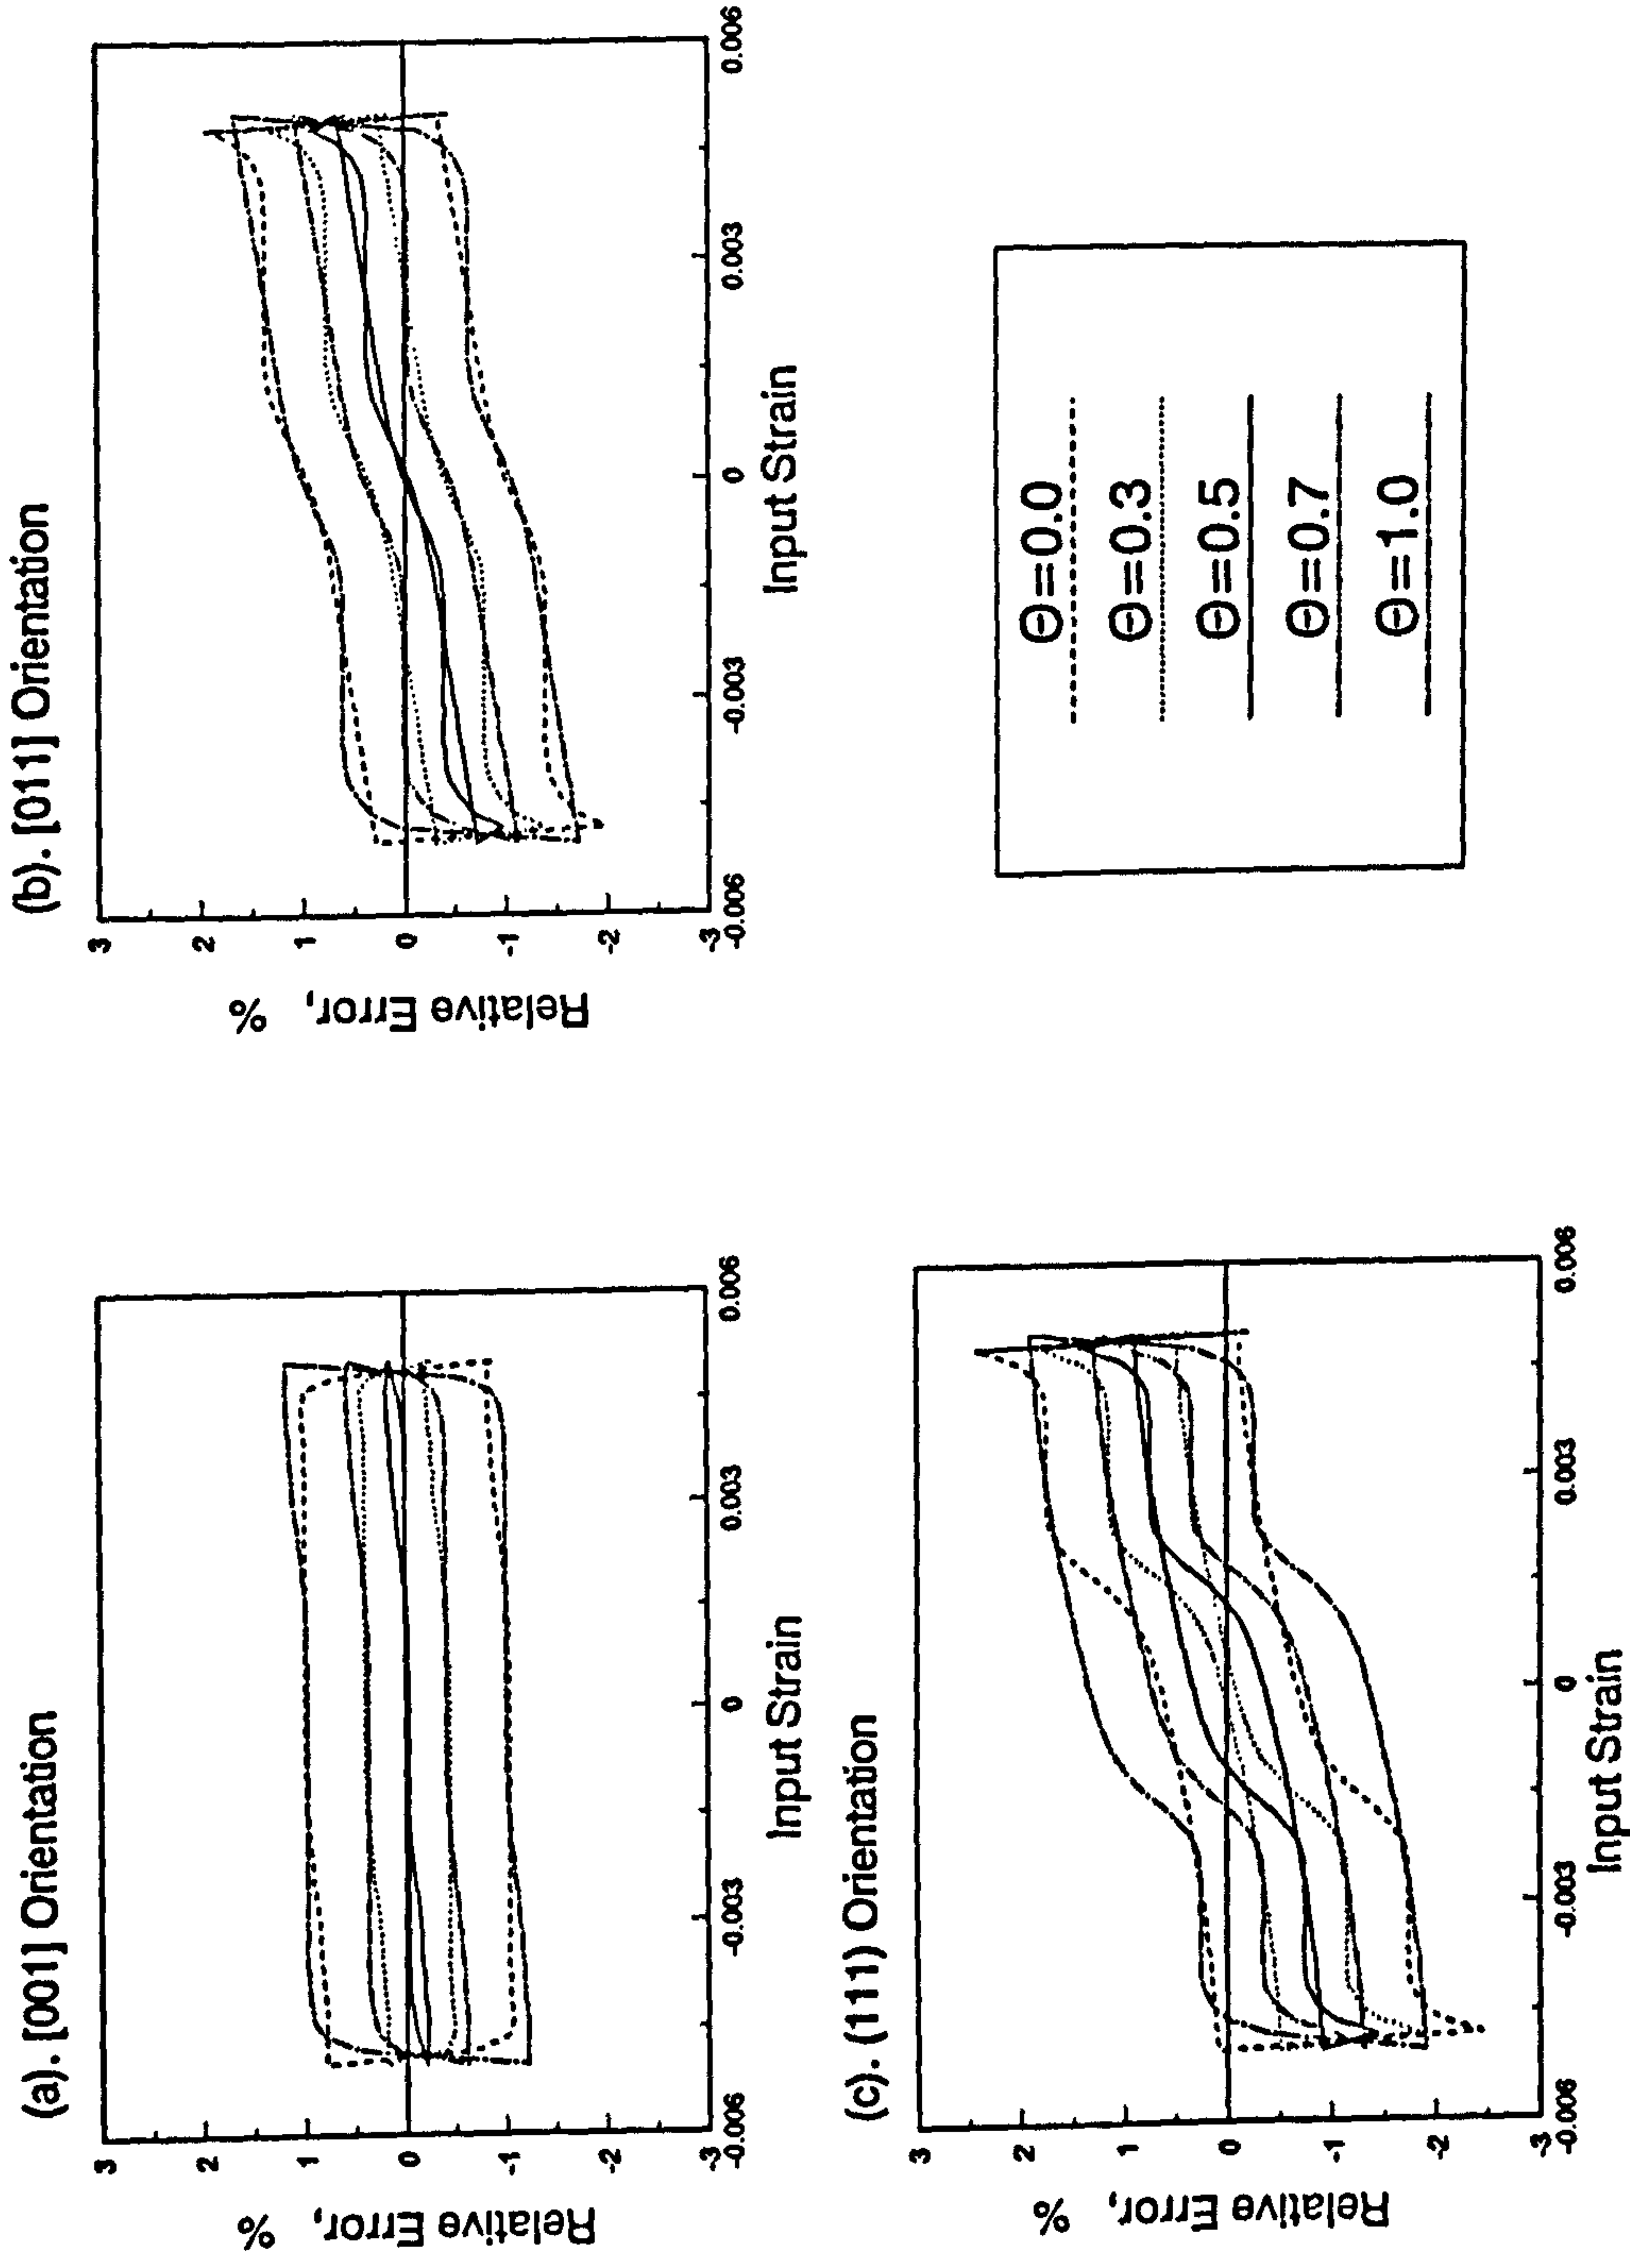 (a). [001] Orientation
Relative Error, %
3
2
1
0
-1
-2
-3
-0.006
-0.003
0
0.003
0.006
Input Strain
(b). [011] Orientation
Relative Error, %
3
2
1
0
-1
-2
-3
-0.006
-0.003
0
0.003
0.006
Input Strain
(c). (111) Orientation
Relative Error, %
3
2
1
0
-1
-2
-3
-0.006
-0.003
0
0.003
0.006
Input Strain
Θ=0.0
Θ=0.3
Θ=0.5
Θ=0.7
Θ=1.0